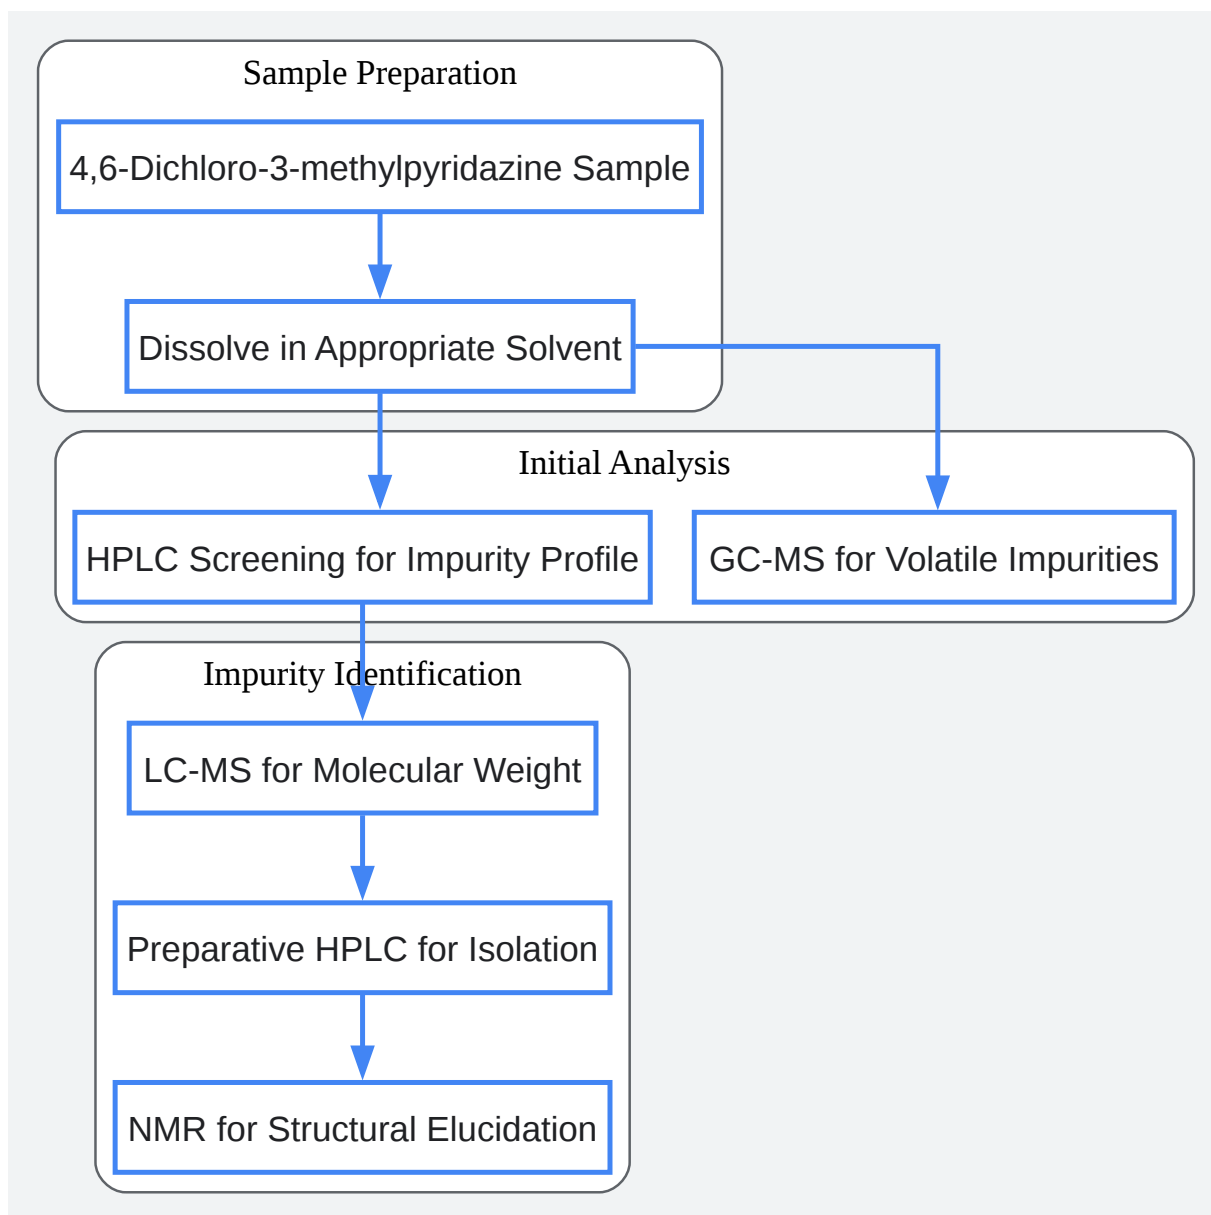 Sample Preparation
4,6-Dichloro-3-methylpyridazine Sample
Dissolve in Appropriate Solvent
Initial Analysis
HPLC Screening for Impurity Profile
GC-MS for Volatile Impurities
Impurity Identification
LC-MS for Molecular Weight
Preparative HPLC for Isolation
NMR for Structural Elucidation